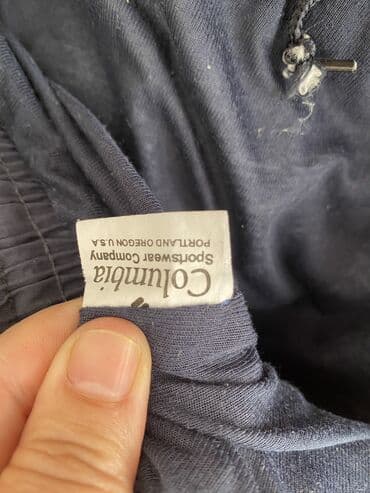 Columbia
Sportswear Company
PORTLAND OREGON U.S.A